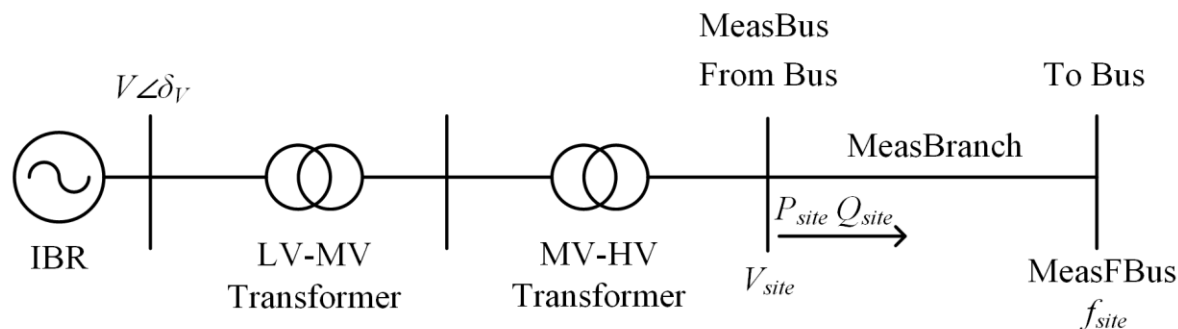 MeasBus
From Bus
To Bus
V∠δV
MeasBranch
Psite Qsite
IBR
LV-MV
Transformer
MV-HV
Transformer
Vsite
MeasFBus
fsite